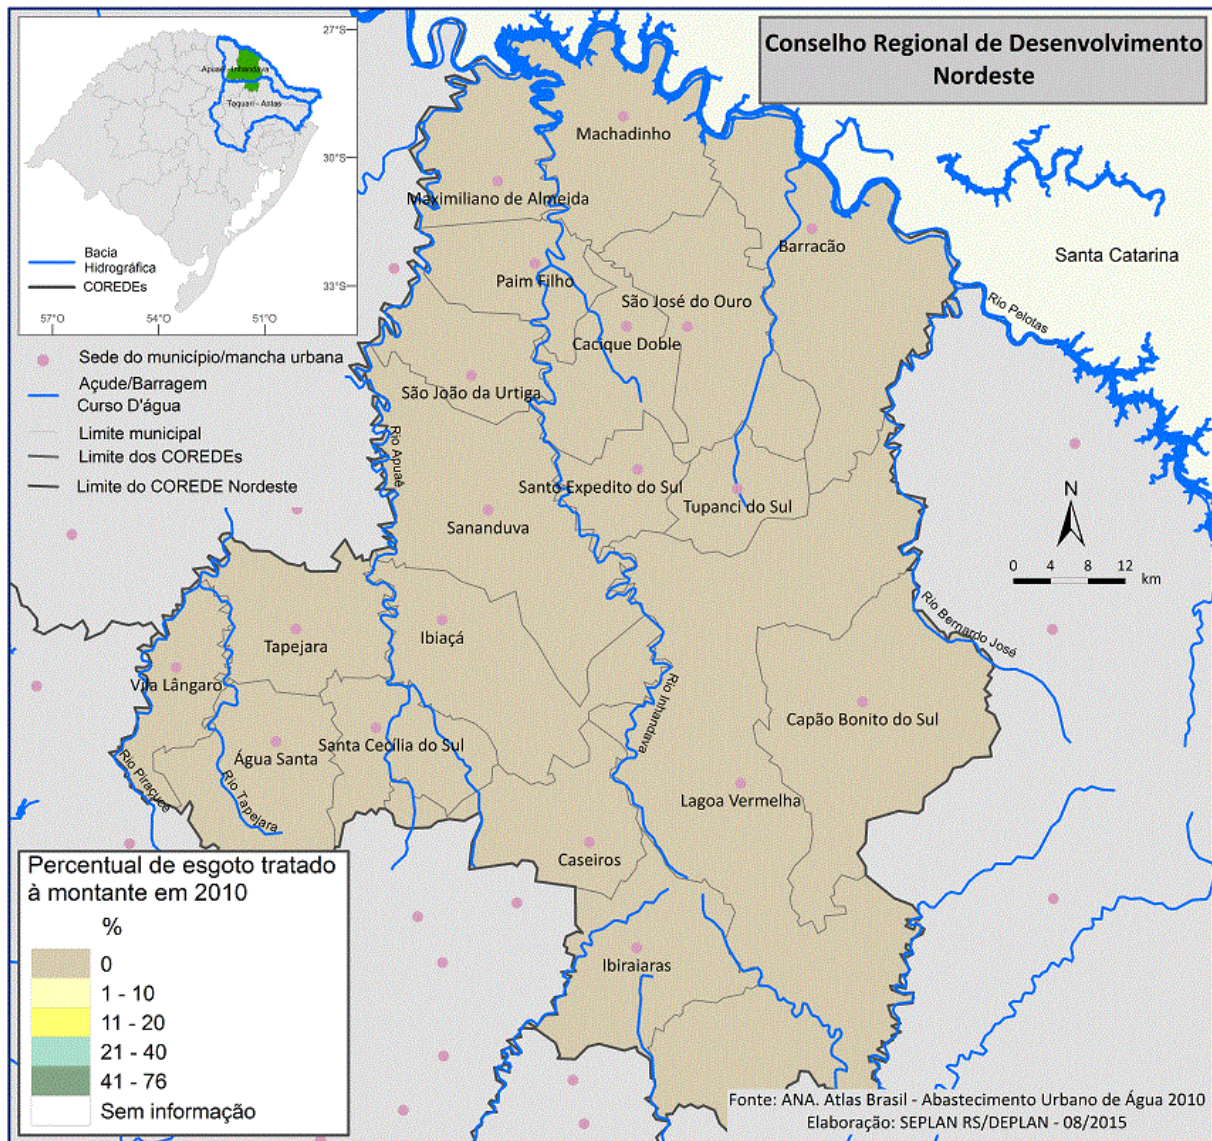 Conselho Regional de Desenvolvimento
Nordeste
27°S
30°S
33°S
57°O
54°O
51°O
Apuaê - Inhandava
Taquari - Antas
Bacia
Hidrográfica
COREDEs
Sede do município/mancha urbana
Açude/Barragem
Curso D'água
Limite municipal
Limite dos COREDEs
Limite do COREDE Nordeste
Machadinho
Maximiliano de Almeida
Barracão
Santa Catarina
Paim Filho
São José do Ouro
Rio Pelotas
Cacique Doble
São João da Urtiga
Rio Apuaê
Santo Expedito do Sul
Tupanci do Sul
Sananduva
N
0 4 8 12 km
Rio Bernardo José
Ibiaçá
Tapejara
Vila Lângaro
Rio Inhandava
Capão Bonito do Sul
Santa Cecília do Sul
Água Santa
Rio Piraçucê
Rio Tapejara
Lagoa Vermelha
Caseiros
Ibiraiaras
Percentual de esgoto tratado
à montante em 2010
%
0
1 - 10
11 - 20
21 - 40
41 - 76
Sem informação
Fonte: ANA. Atlas Brasil - Abastecimento Urbano de Água 2010
Elaboração: SEPLAN RS/DEPLAN - 08/2015